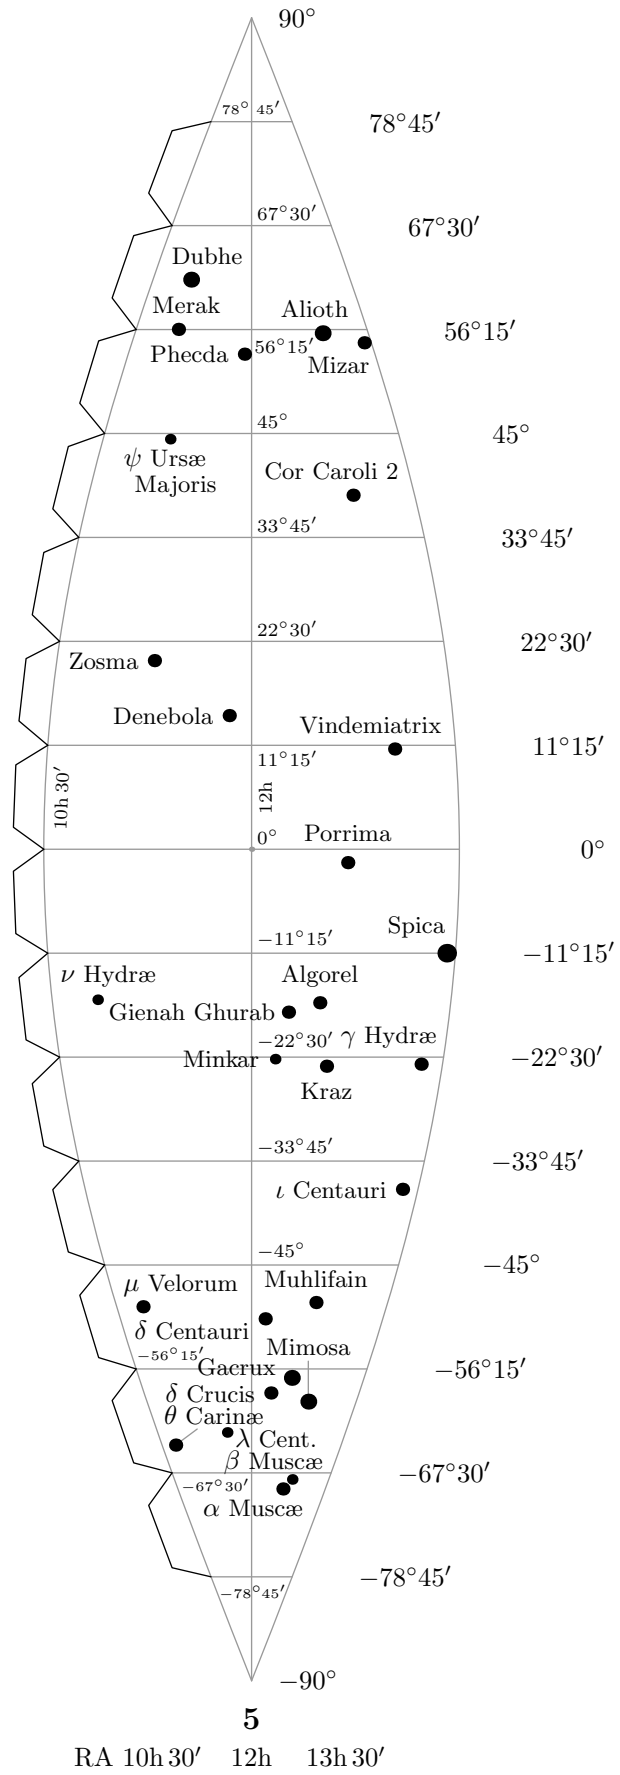 90°
78° 45′
78°45′
67°30′
67°30′
Dubhe
Merak
Alioth
56°15′
Phecda
56°15′
Mizar
45°
45°
ψ Ursæ
Majoris
Cor Caroli 2
33°45′
33°45′
22°30′
22°30′
Zosma
Denebola
Vindemiatrix
11°15′
11°15′
10h 30′
12h
0°
Porrima
0°
Spica
−11°15′
−11°15′
ν Hydræ
Algorel
Gienah Ghurab
−22°30′
γ Hydræ
Minkar
−22°30′
Kraz
−33°45′
−33°45′
ι Centauri
−45°
−45°
μ Velorum
Muhlifain
δ Centauri
Mimosa
−56°15′
Gacrux
−56°15′
δ Crucis
θ Carinæ
λ Cent.
β Muscæ
−67°30′
−67°30′
α Muscæ
−78°45′
−78°45′
−90°
5
RA 10h 30′ 12h 13h 30′